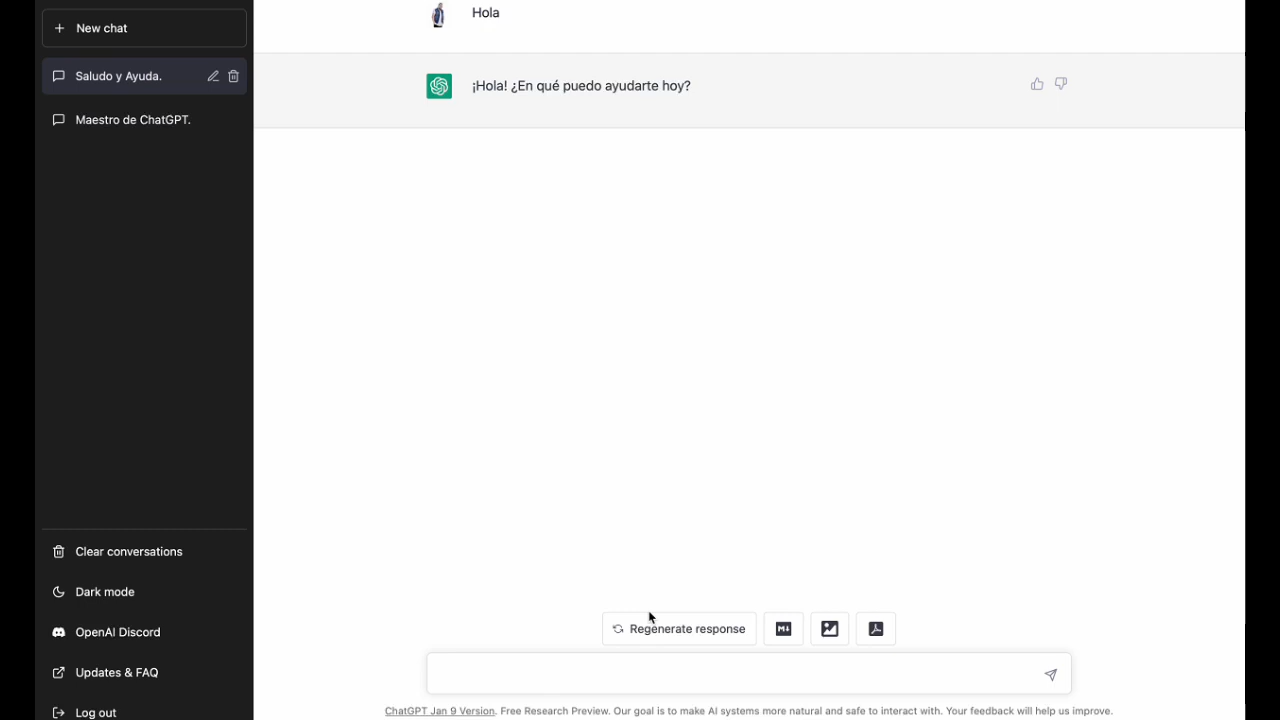 New chat
Saludo y Ayuda.
Maestro de ChatGPT.
Clear conversations
Dark mode
OpenAI Discord
Updates & FAQ
Log out
Hola
¡Hola! ¿En qué puedo ayudarte hoy?
Regenerate response
M↓
ChatGPT Jan 9 Version. Free Research Preview. Our goal is to make AI systems more natural and safe to interact with. Your feedback will help us improve.